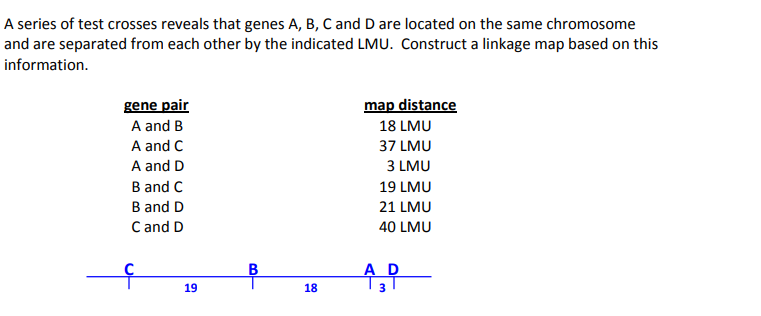 A series of test crosses reveals that genes A, B, C and D are located on the same chromosome
and are separated from each other by the indicated LMU. Construct a linkage map based on this
information.
gene pair map distance
A and B 18 LMU
A and C 37 LMU
A and D 3 LMU
B and C 19 LMU
B and D 21 LMU
C and D 40 LMU
C B A D
19 18 3